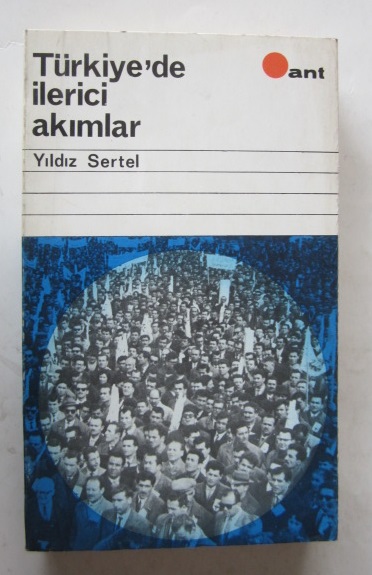 Türkiye'de
ilerici
akımlar
ant
Yıldız Sertel